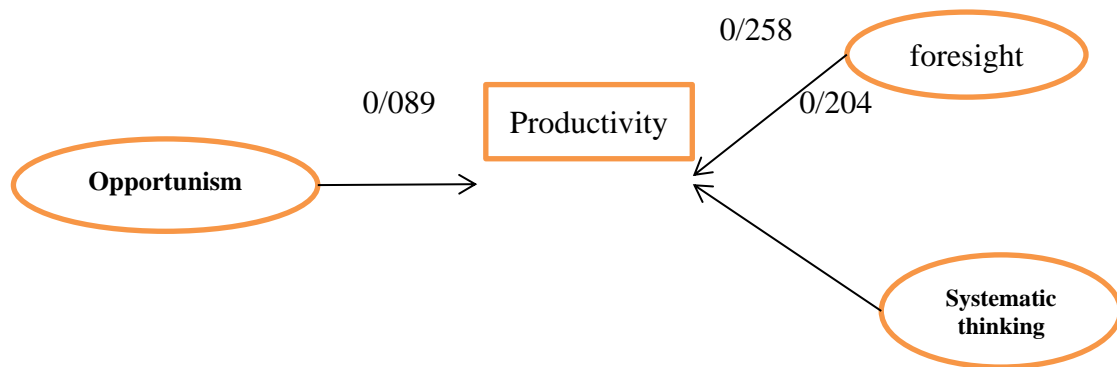 0/258
foresight
0/089
0/204
Productivity
Opportunism
Systematic
thinking